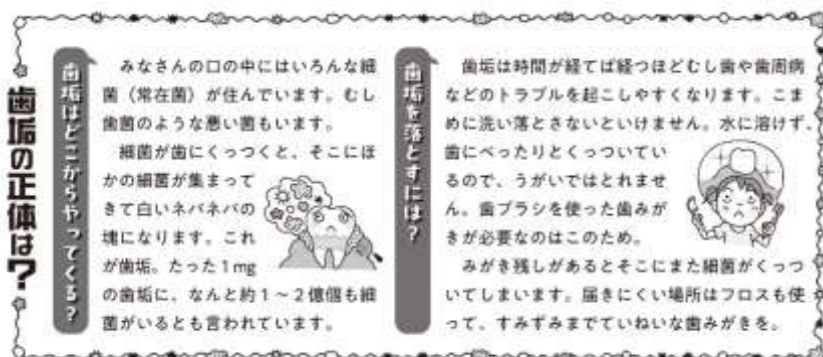 歯垢の正体は?
歯垢はどこからやってくる?
みなさんの口の中にはいろんな細
菌(常在菌)が住んでいます。むし
歯菌のような悪い菌もいます。
細菌が歯にくっつくと、そこにほ
かの細菌が集まって
きて白いネバネバの
塊になります。これ
が歯垢。たった1mg
の歯垢に、なんと約1~2億個も細
菌がいるとも言われています。
歯垢を落とすには?
歯垢は時間が経てば経つほどむし歯や歯周病
などのトラブルを起こしやすくなります。こま
めに洗い落とさないといけません。水に溶けず、
歯にべったりとくっついてい
るので、うがいではとれませ
ん。歯ブラシを使った歯みが
きが必要なのはこのため。
みがき残しがあるとそこにまた細菌がくっつ
いてしまいます。届きにくい場所はフロスも使
って、すみずみまでていねいな歯みがきを。